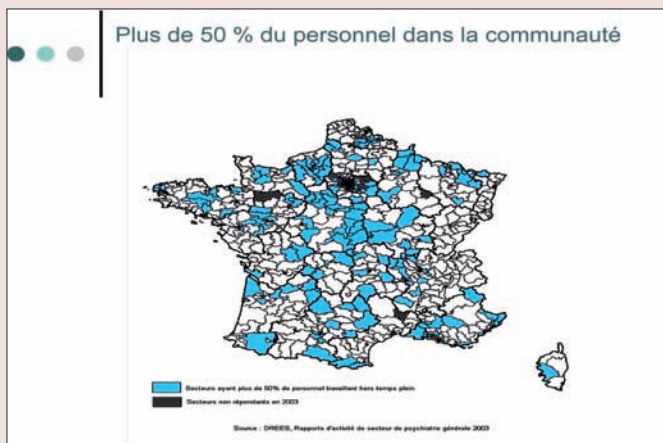 Plus de 50 % du personnel dans la communauté
Secteurs ayant plus de 50% de personnel travaillant hors temps plein
Secteurs non répondants en 2003
Source : DREES, Rapports d'activité de secteur de psychiatrie générale 2003